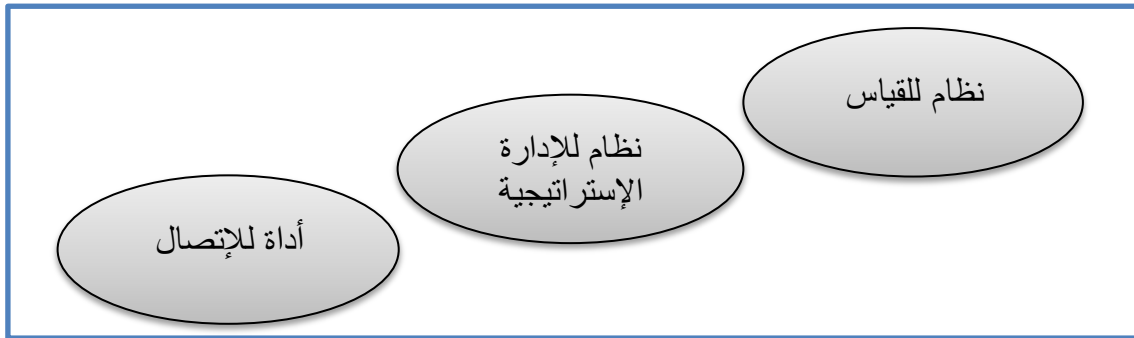 نظام للقياس
نظام للإدارة
الإستراتيجية
أداة للإتصال